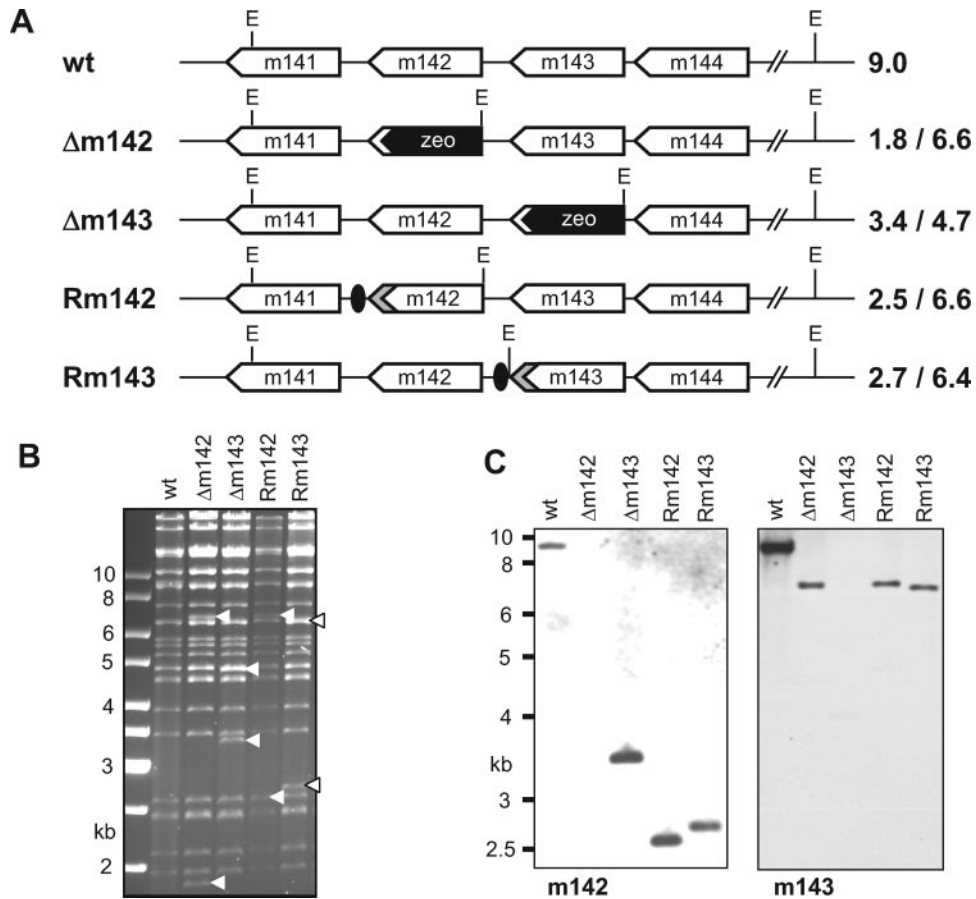 A
E E
wt m141 m142 m143 m144 9.0
E E E
Δm142 m141 zeo m143 m144 1.8 / 6.6
E E E
Δm143 m141 m142 zeo m144 3.4 / 4.7
E E E
Rm142 m141 m142 m143 m144 2.5 / 6.6
E E E
Rm143 m141 m142 m143 m144 2.7 / 6.4
B
wt Δm142 Δm143 Rm142 Rm143
10
8
6
5
4
3
kb
2
C
wt Δm142 Δm143 Rm142 Rm143
10
8
6
5
4
kb
3
2.5
m142
wt Δm142 Δm143 Rm142 Rm143
m143